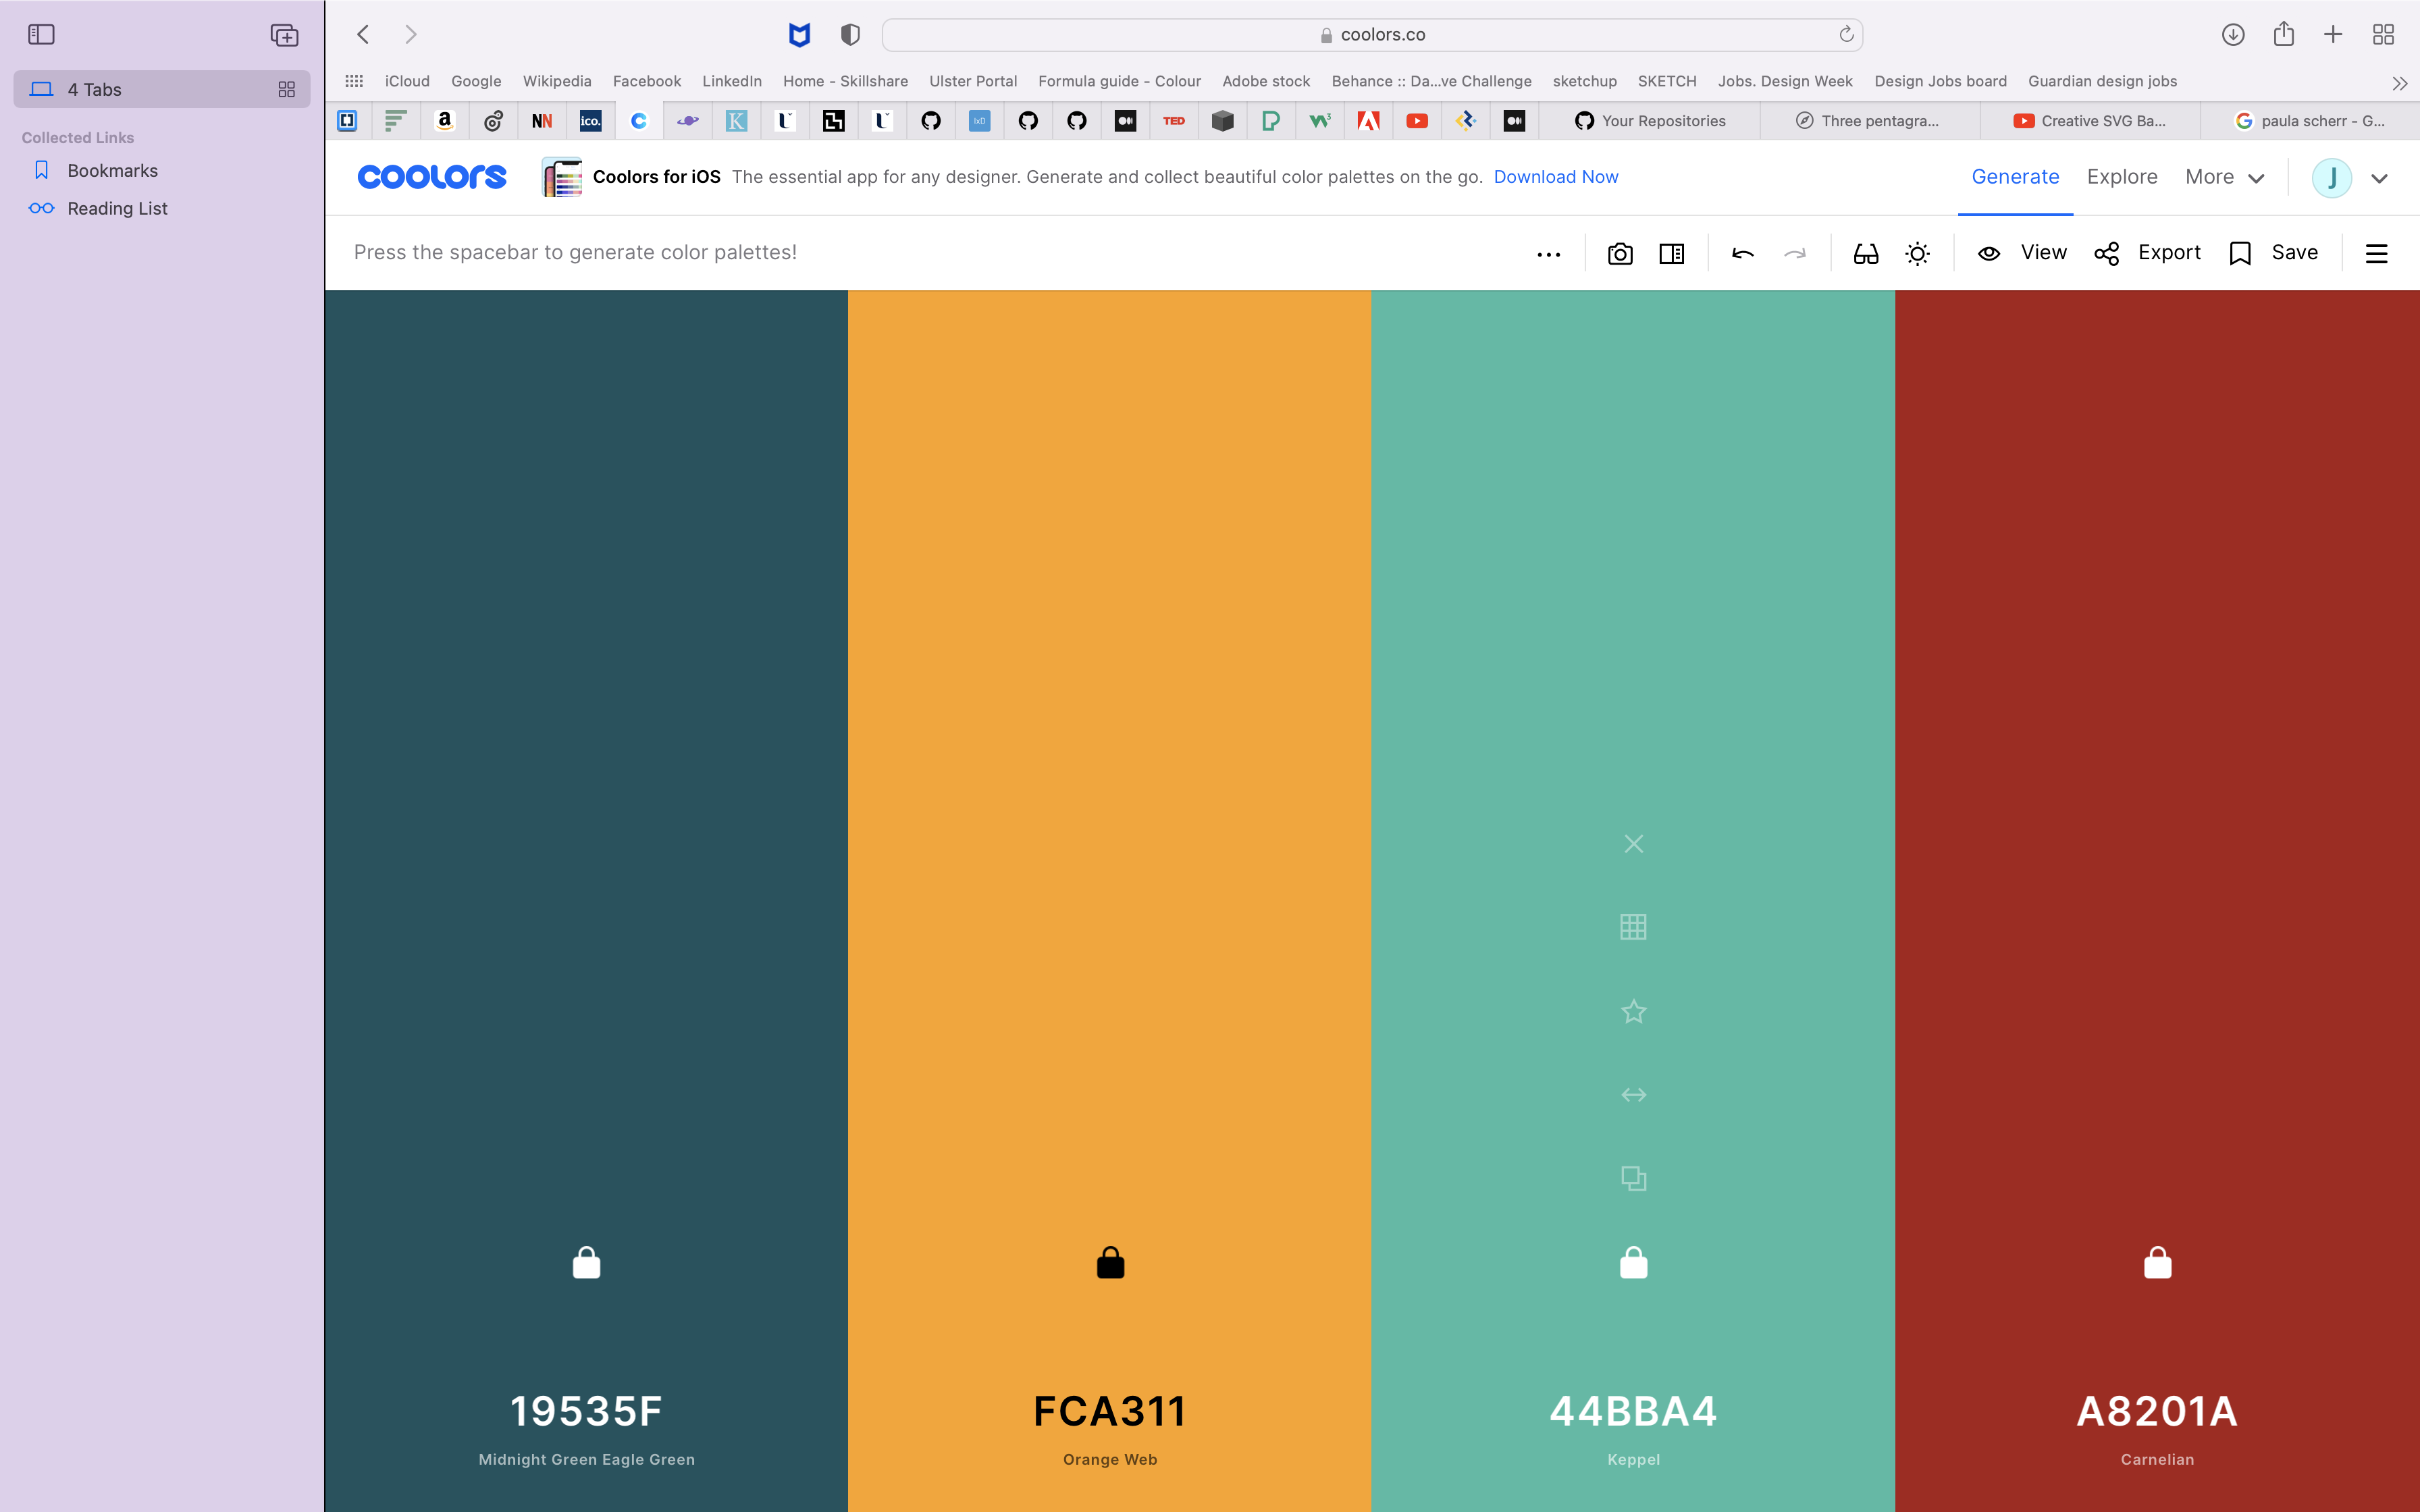 coolors.co
4 Tabs
iCloud Google Wikipedia Facebook LinkedIn Home - Skillshare Ulster Portal Formula guide - Colour Adobe stock Behance :: Da...ve Challenge sketchup SKETCH Jobs. Design Week Design Jobs board Guardian design jobs
a NN ico. C K IxD TED Your Repositories Three pentagra... Creative SVG Ba... paula scherr - G...
Collected Links
Bookmarks
Reading List
coolors Coolors for iOS The essential app for any designer. Generate and collect beautiful color palettes on the go. Download Now Generate Explore More J
Press the spacebar to generate color palettes! View Export Save
19535F FCA311 44BBA4 A8201A
Midnight Green Eagle Green Orange Web Keppel Carnelian